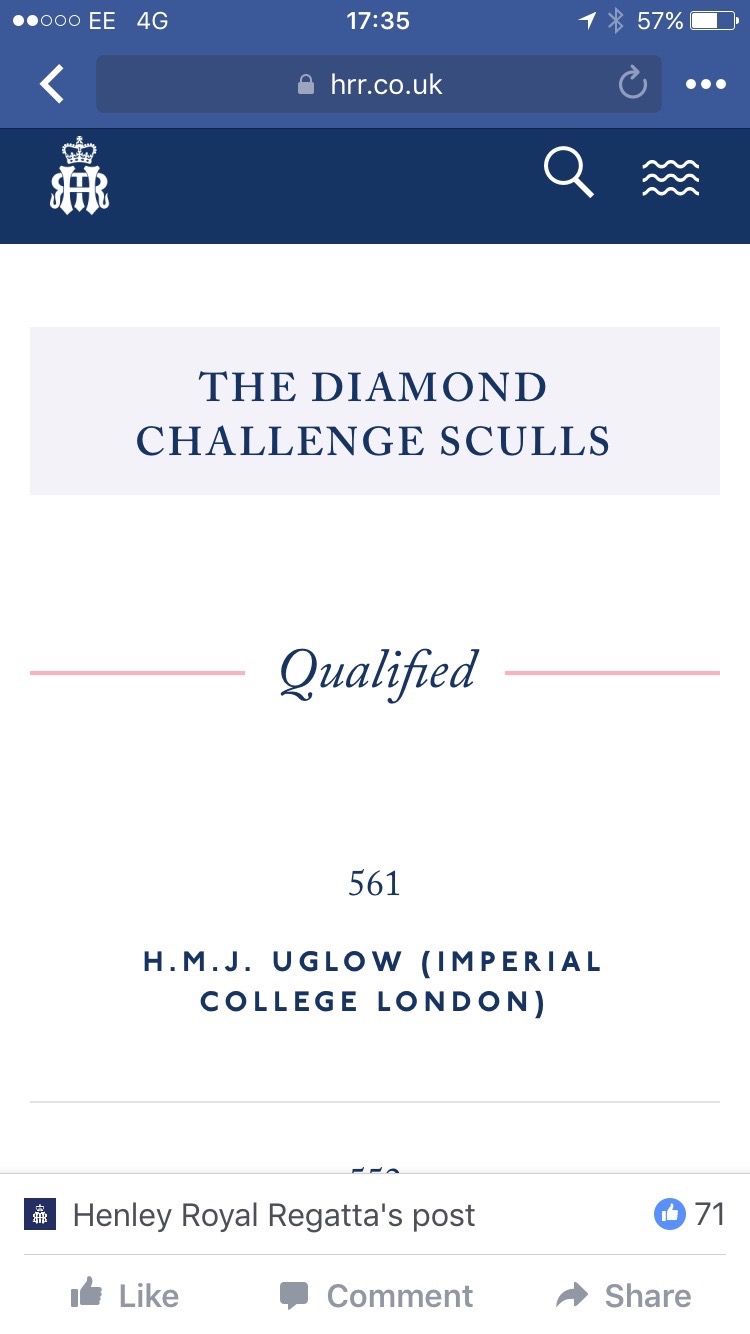 EE 4G 17:35 57%
hrr.co.uk
THE DIAMOND
CHALLENGE SCULLS
Qualified
561
H.M.J. UGLOW (IMPERIAL
COLLEGE LONDON)
Henley Royal Regatta's post 71
Like Comment Share